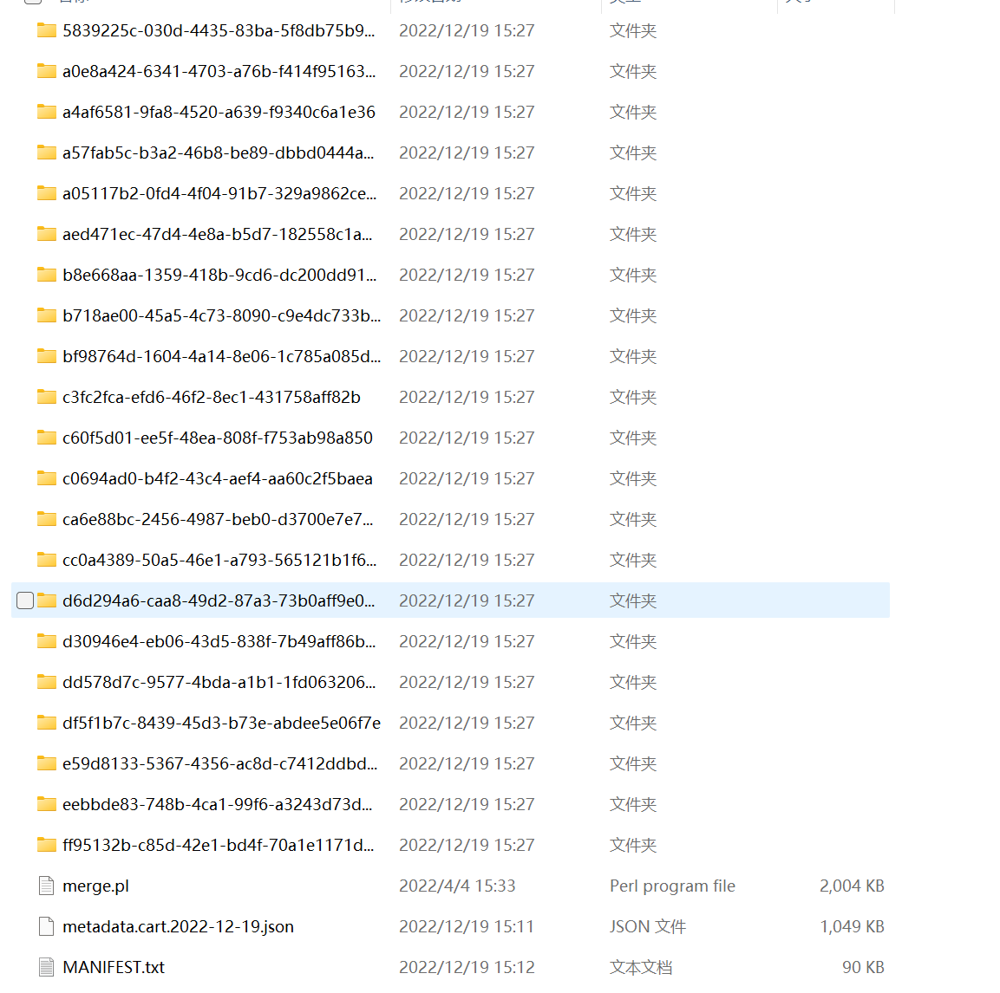 5839225c-030d-4435-83ba-5f8db75b9... 2022/12/19 15:27 文件夹
a0e8a424-6341-4703-a76b-f414f95163... 2022/12/19 15:27 文件夹
a4af6581-9fa8-4520-a639-f9340c6a1e36 2022/12/19 15:27 文件夹
a57fab5c-b3a2-46b8-be89-dbbd0444a... 2022/12/19 15:27 文件夹
a05117b2-0fd4-4f04-91b7-329a9862ce... 2022/12/19 15:27 文件夹
aed471ec-47d4-4e8a-b5d7-182558c1a... 2022/12/19 15:27 文件夹
b8e668aa-1359-418b-9cd6-dc200dd91... 2022/12/19 15:27 文件夹
b718ae00-45a5-4c73-8090-c9e4dc733b... 2022/12/19 15:27 文件夹
bf98764d-1604-4a14-8e06-1c785a085d... 2022/12/19 15:27 文件夹
c3fc2fca-efd6-46f2-8ec1-431758aff82b 2022/12/19 15:27 文件夹
c60f5d01-ee5f-48ea-808f-f753ab98a850 2022/12/19 15:27 文件夹
c0694ad0-b4f2-43c4-aef4-aa60c2f5baea 2022/12/19 15:27 文件夹
ca6e88bc-2456-4987-beb0-d3700e7e7... 2022/12/19 15:27 文件夹
cc0a4389-50a5-46e1-a793-565121b1f6... 2022/12/19 15:27 文件夹
d6d294a6-caa8-49d2-87a3-73b0aff9e0... 2022/12/19 15:27 文件夹
d30946e4-eb06-43d5-838f-7b49aff86b... 2022/12/19 15:27 文件夹
dd578d7c-9577-4bda-a1b1-1fd063206... 2022/12/19 15:27 文件夹
df5f1b7c-8439-45d3-b73e-abdee5e06f7e 2022/12/19 15:27 文件夹
e59d8133-5367-4356-ac8d-c7412ddbd... 2022/12/19 15:27 文件夹
eebbde83-748b-4ca1-99f6-a3243d73d... 2022/12/19 15:27 文件夹
ff95132b-c85d-42e1-bd4f-70a1e1171d... 2022/12/19 15:27 文件夹
merge.pl 2022/4/4 15:33 Perl program file 2,004 KB
metadata.cart.2022-12-19.json 2022/12/19 15:11 JSON 文件 1,049 KB
MANIFEST.txt 2022/12/19 15:12 文本文档 90 KB